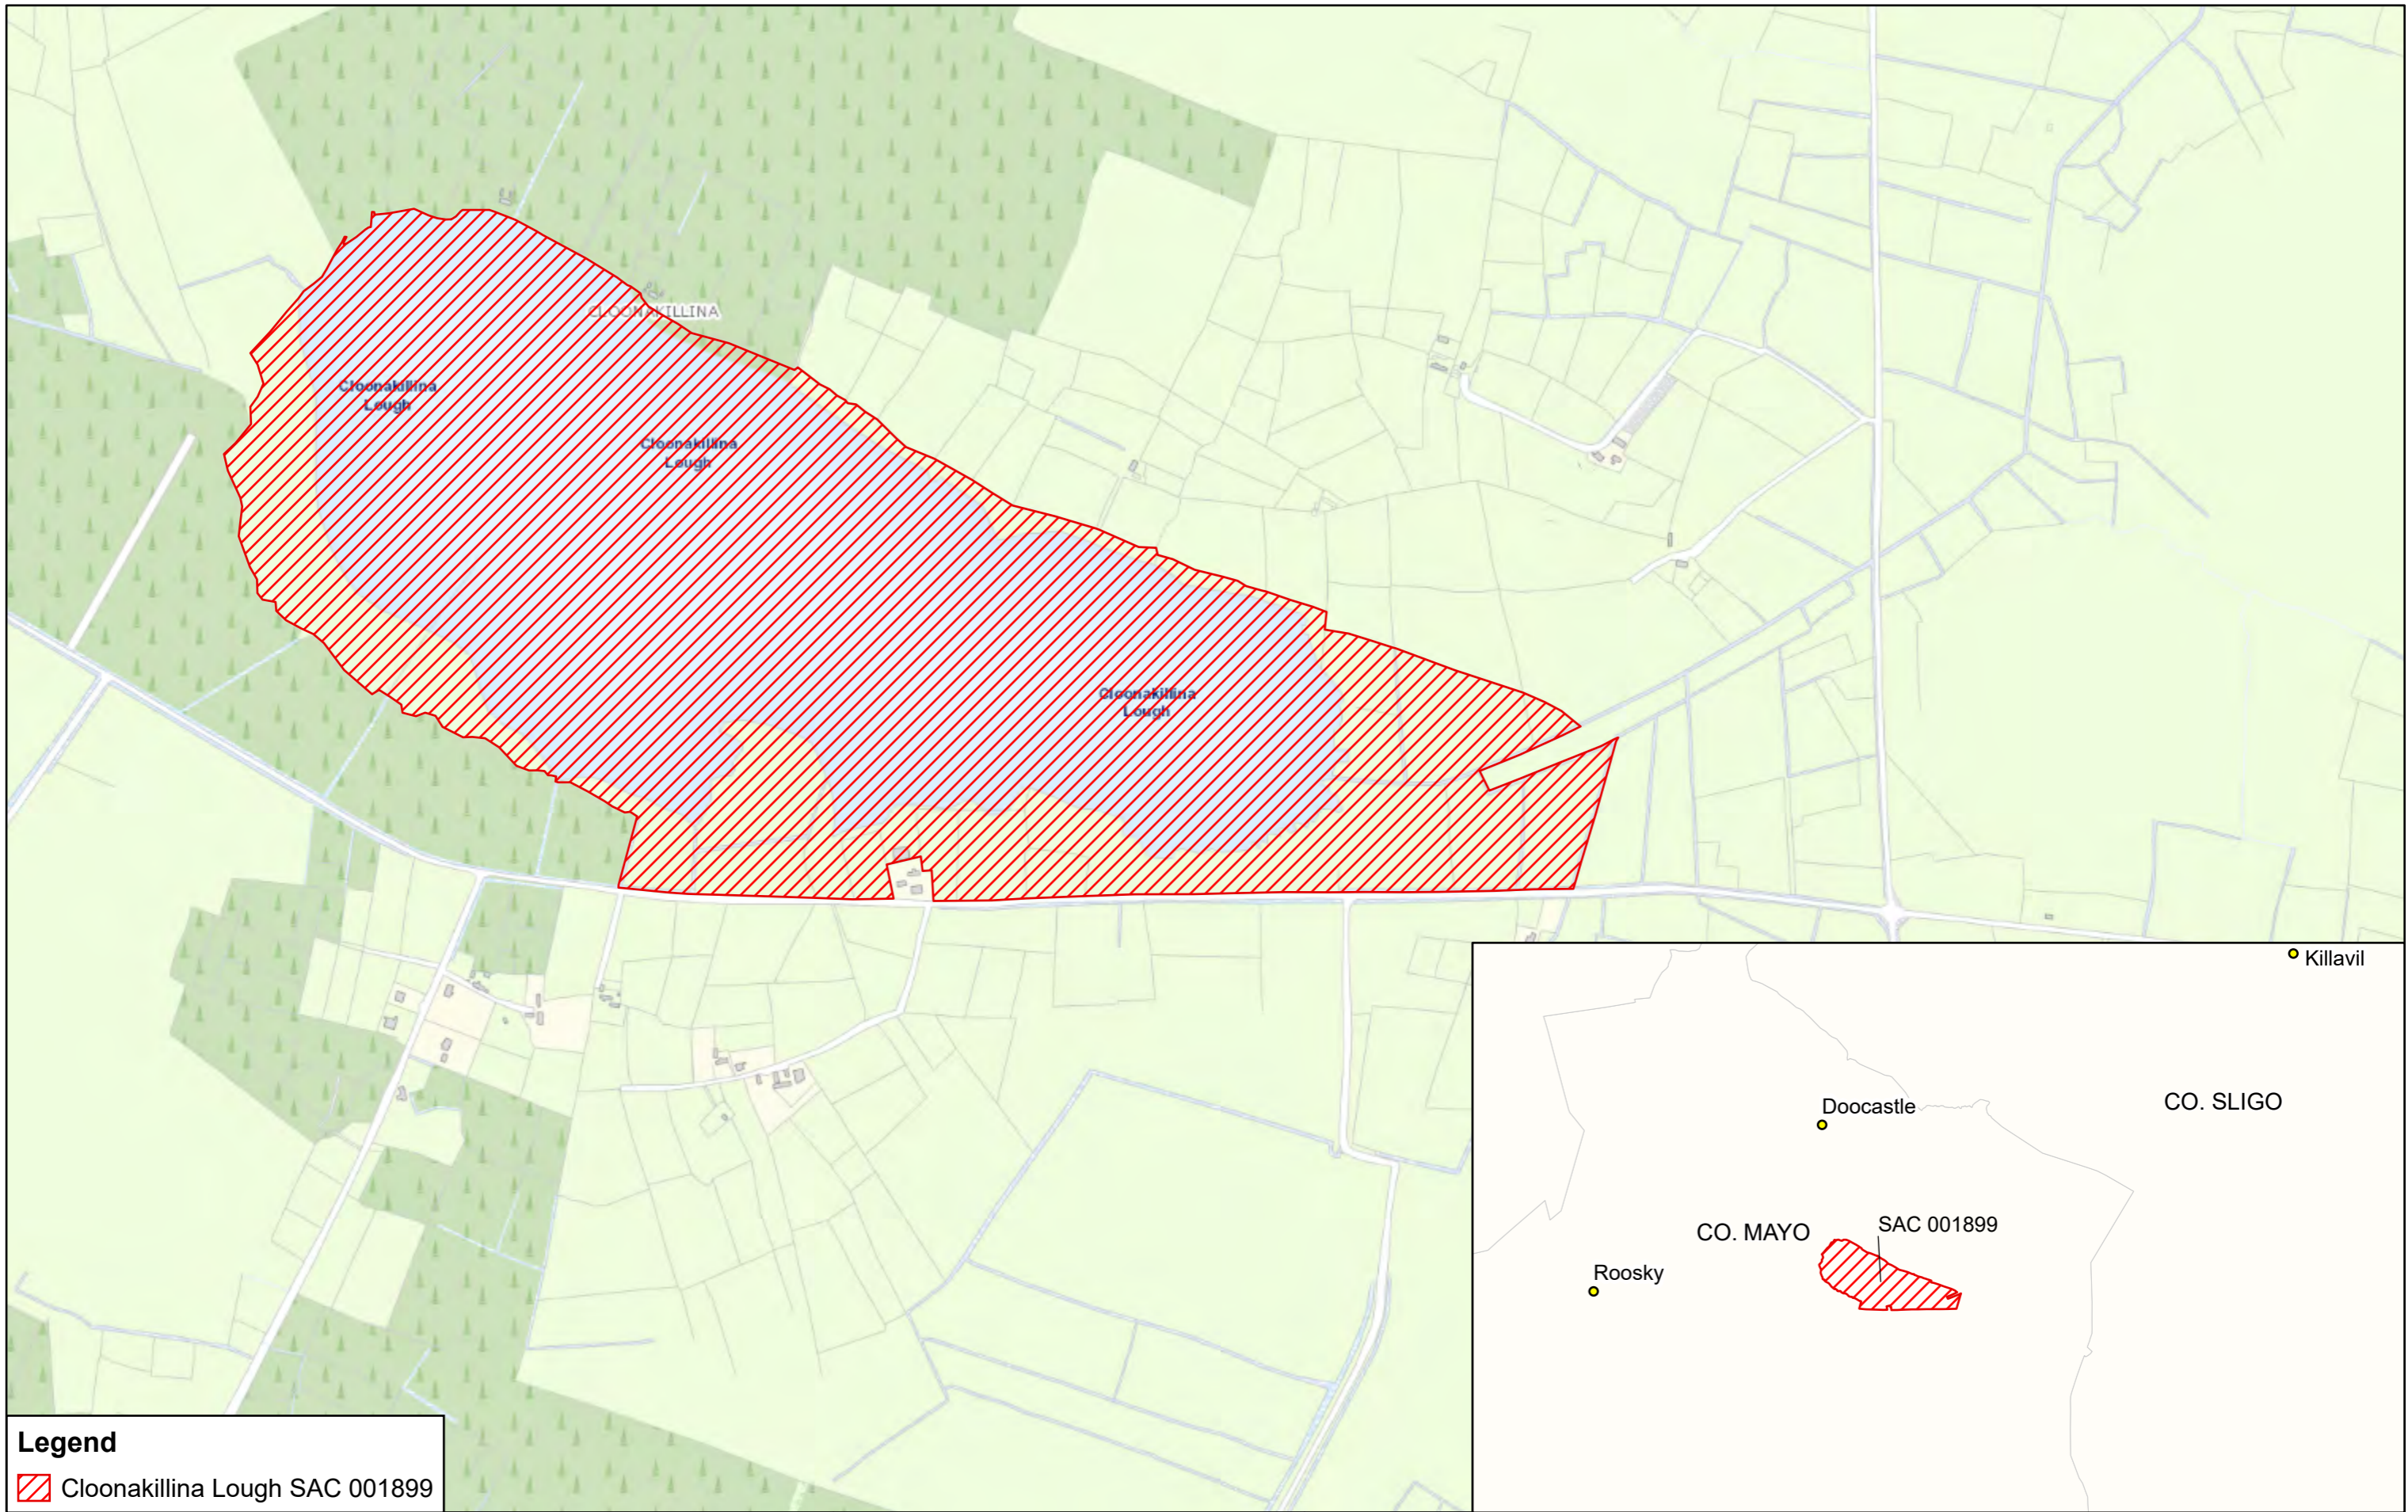 CLOONAKILLINA
Cloonakillina
Lough
Cloonakillina
Lough
Cloonakillina
Lough
Killavil
CO. SLIGO
Doocastle
SAC 001899
CO. MAYO
Roosky
Legend
Cloonakillina Lough SAC 001899